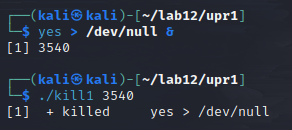 ┌──(kali㉿kali)-[~/lab12/upr1]
└─$ yes > /dev/null &
[1] 3540
┌──(kali㉿kali)-[~/lab12/upr1]
└─$ ./kill1 3540
[1]  + killed     yes > /dev/null